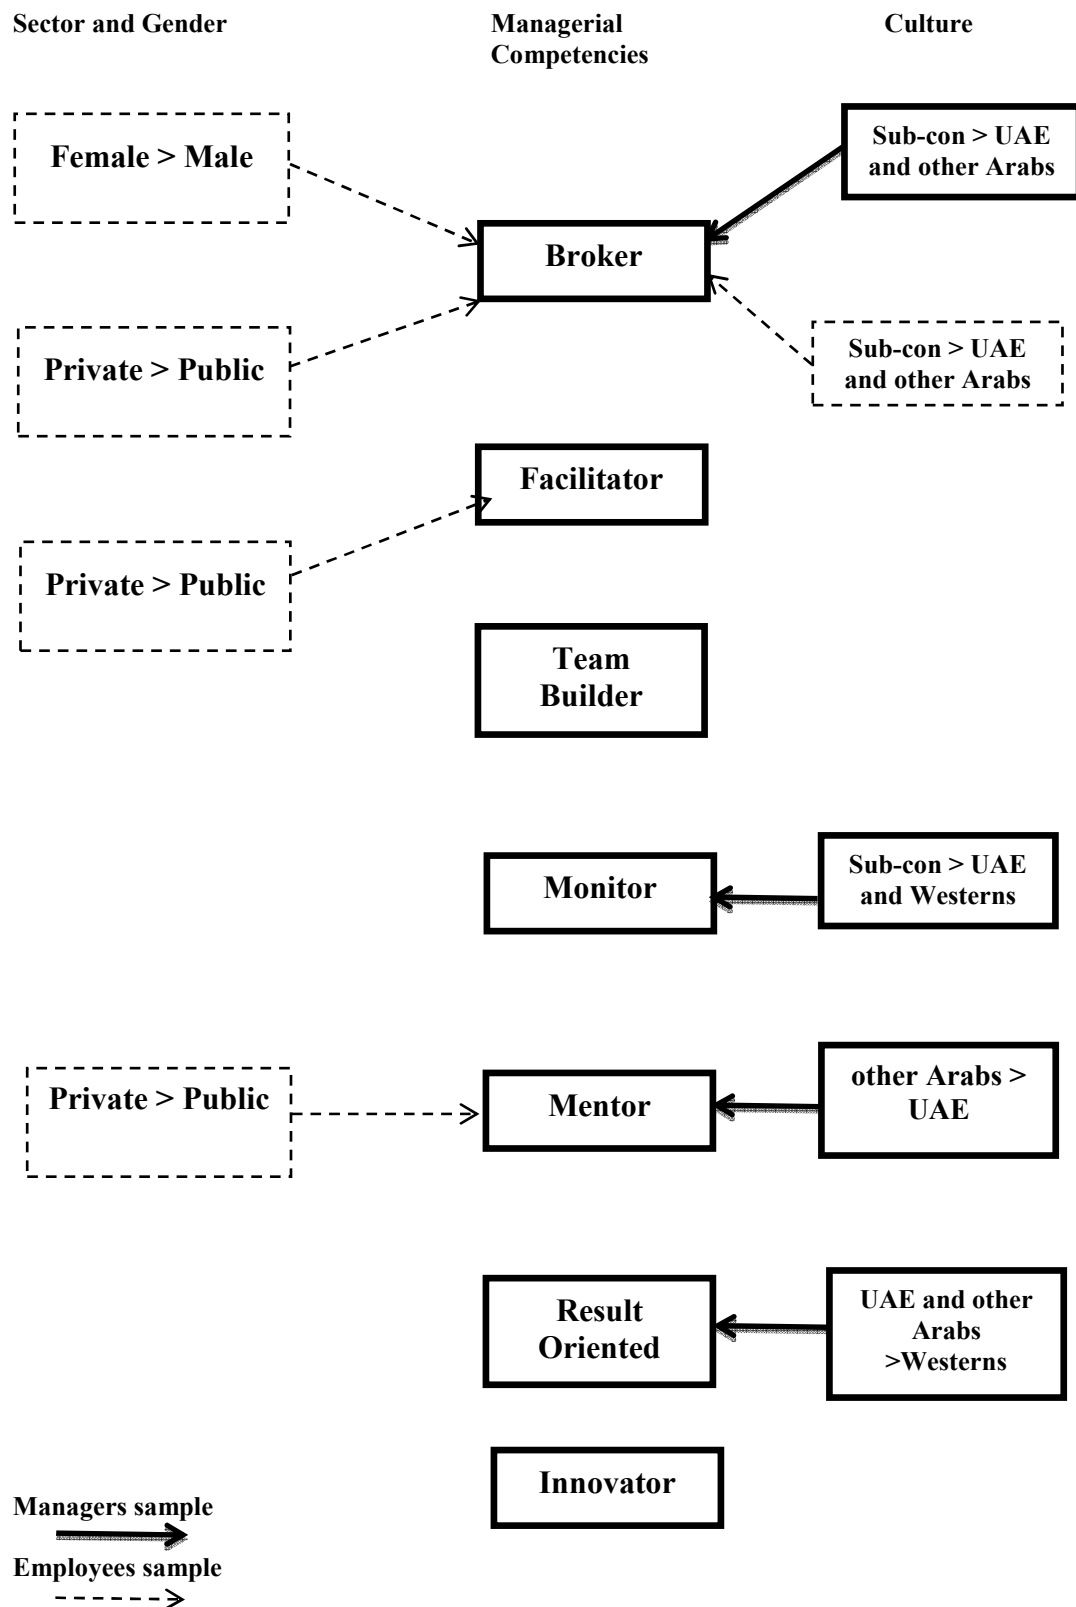 Sector and Gender
Managerial
Competencies
Culture
Female > Male
Sub-con > UAE
and other Arabs
Broker
Private > Public
Sub-con > UAE
and other Arabs
Facilitator
Private > Public
Team
Builder
Monitor
Sub-con > UAE
and Westerns
Private > Public
Mentor
other Arabs >
UAE
Result
Oriented
UAE and other
Arabs
>Westerns
Innovator
Managers sample
Employees sample